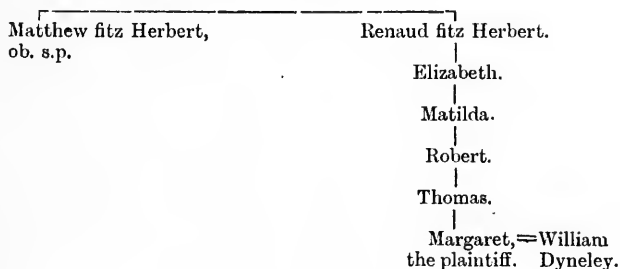 Matthew fitz Herbert,
ob. s.p.
Renaud fitz Herbert.
Elizabeth.
Matilda.
Robert.
Thomas.
Margaret,=William
the plaintiff. Dyneley.